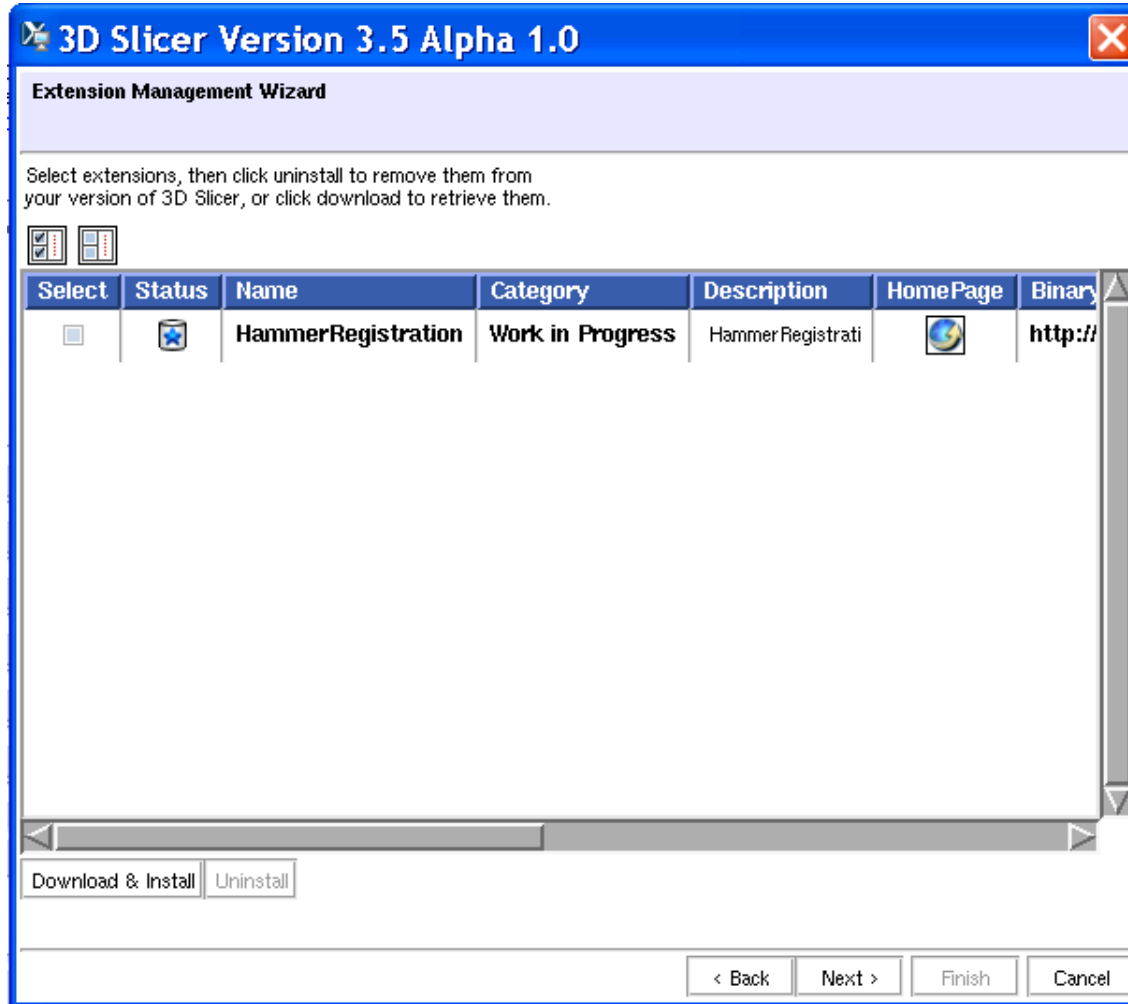 3D Slicer Version 3.5 Alpha 1.0
Extension Management Wizard
Select extensions, then click uninstall to remove them from
your version of 3D Slicer, or click download to retrieve them.
Select Status Name Category Description HomePage Binary
HammerRegistration Work in Progress HammerRegistrati http://
Download & Install Uninstall
< Back Next > Finish Cancel